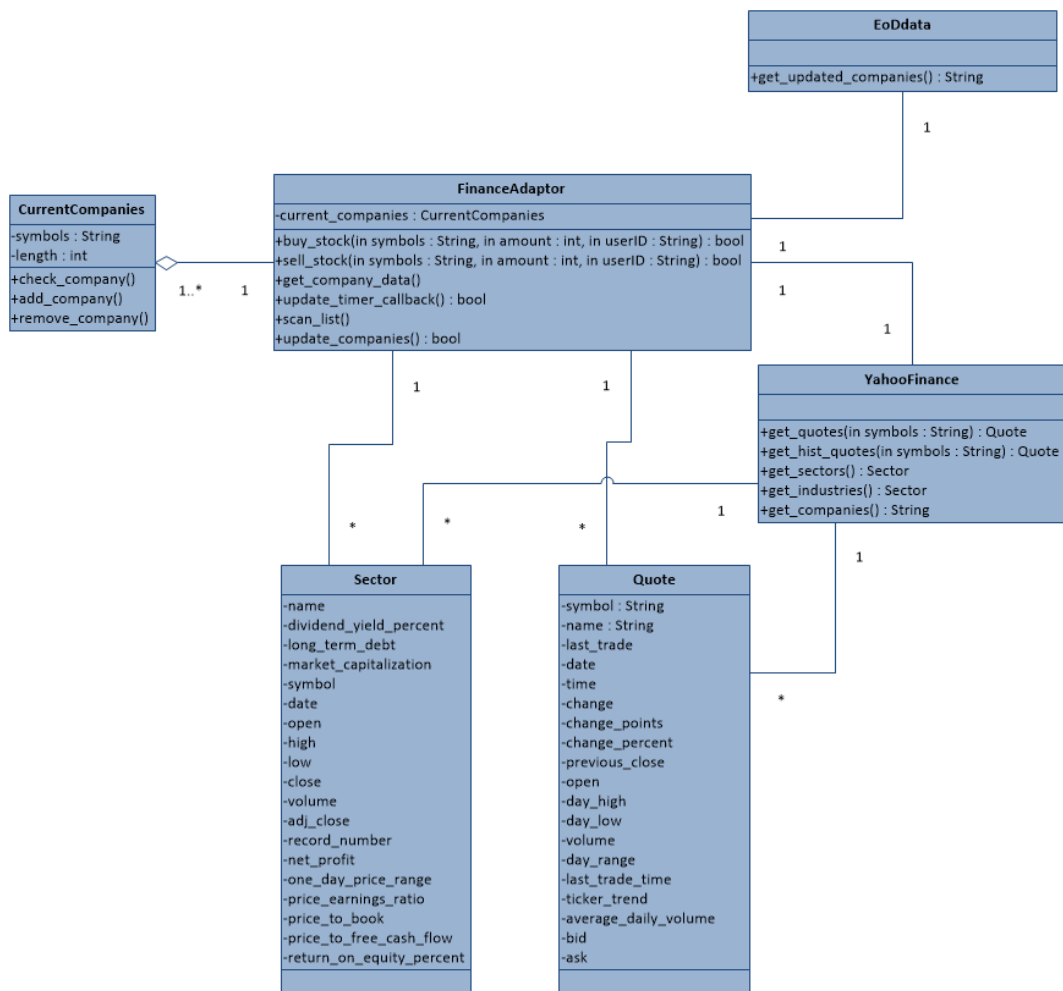 EoDdata
+get_updated_companies() : String
1
FinanceAdaptor
-current_companies : CurrentCompanies
+buy_stock(in symbols : String, in amount : int, in userID : String) : bool
+sell_stock(in symbols : String, in amount : int, in userID : String) : bool
+get_company_data()
+update_timer_callback() : bool
+scan_list()
+update_companies() : bool
CurrentCompanies
-symbols : String
-length : int
+check_company()
+add_company()
+remove_company()
1..*
1
1
1
1
1
1
YahooFinance
+get_quotes(in symbols : String) : Quote
+get_hist_quotes(in symbols : String) : Quote
+get_sectors() : Sector
+get_industries() : Sector
+get_companies() : String
1
1
*
*
*
*
Sector
-name
-dividend_yield_percent
-long_term_debt
-market_capitalization
-symbol
-date
-open
-high
-low
-close
-volume
-adj_close
-record_number
-net_profit
-one_day_price_range
-price_earnings_ratio
-price_to_book
-price_to_free_cash_flow
-return_on_equity_percent
Quote
-symbol : String
-name : String
-last_trade
-date
-time
-change
-change_points
-change_percent
-previous_close
-open
-day_high
-day_low
-volume
-day_range
-last_trade_time
-ticker_trend
-average_daily_volume
-bid
-ask